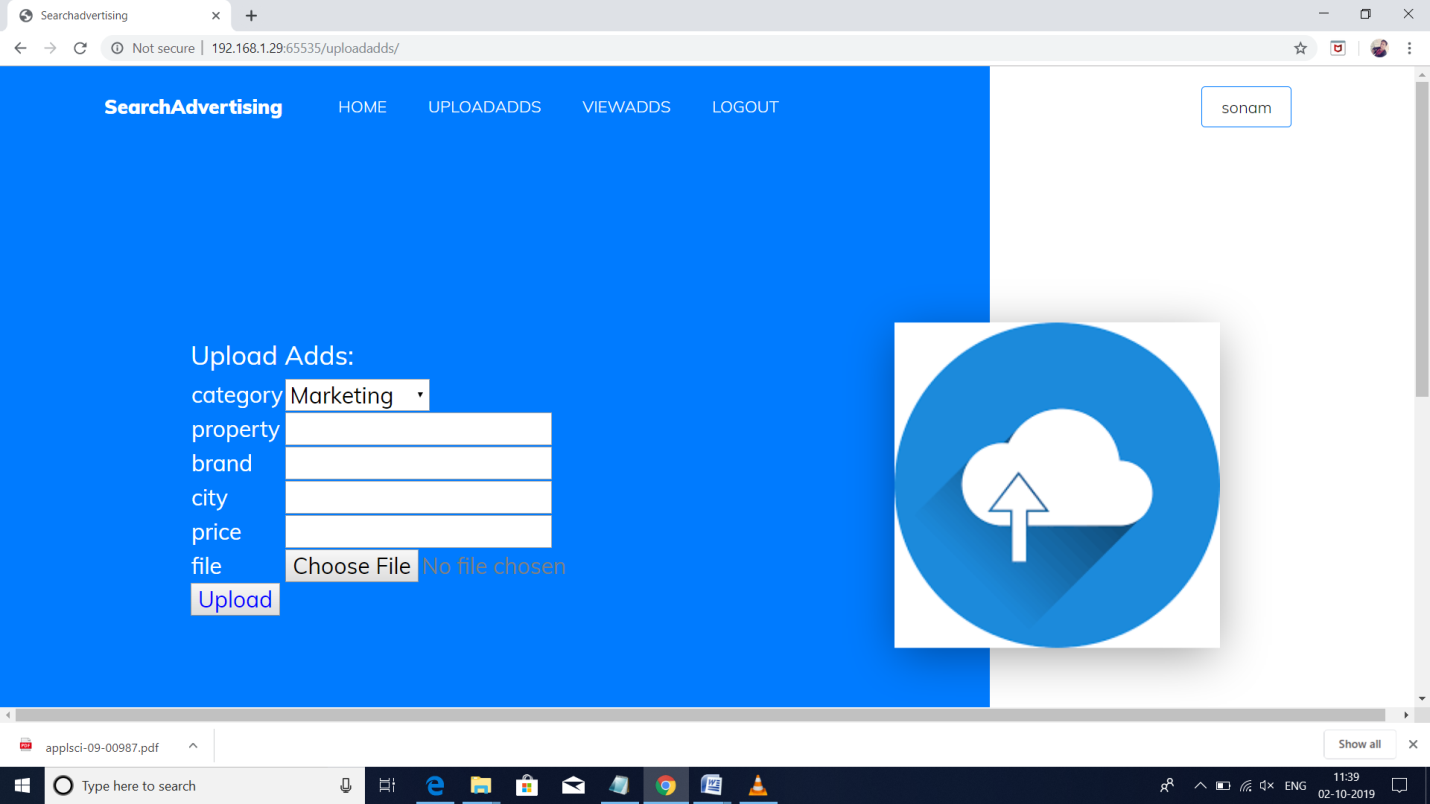 Searchadvertising
Not secure | 192.168.1.29:65535/uploadadds/
SearchAdvertising HOME UPLOADADDS VIEWADDS LOGOUT sonam
Upload Adds:
category Marketing
property
brand
city
price
file Choose File No file chosen
Upload
PDF applsci-09-00987.pdf Show all
Type here to search ENG 11:39
02-10-2019